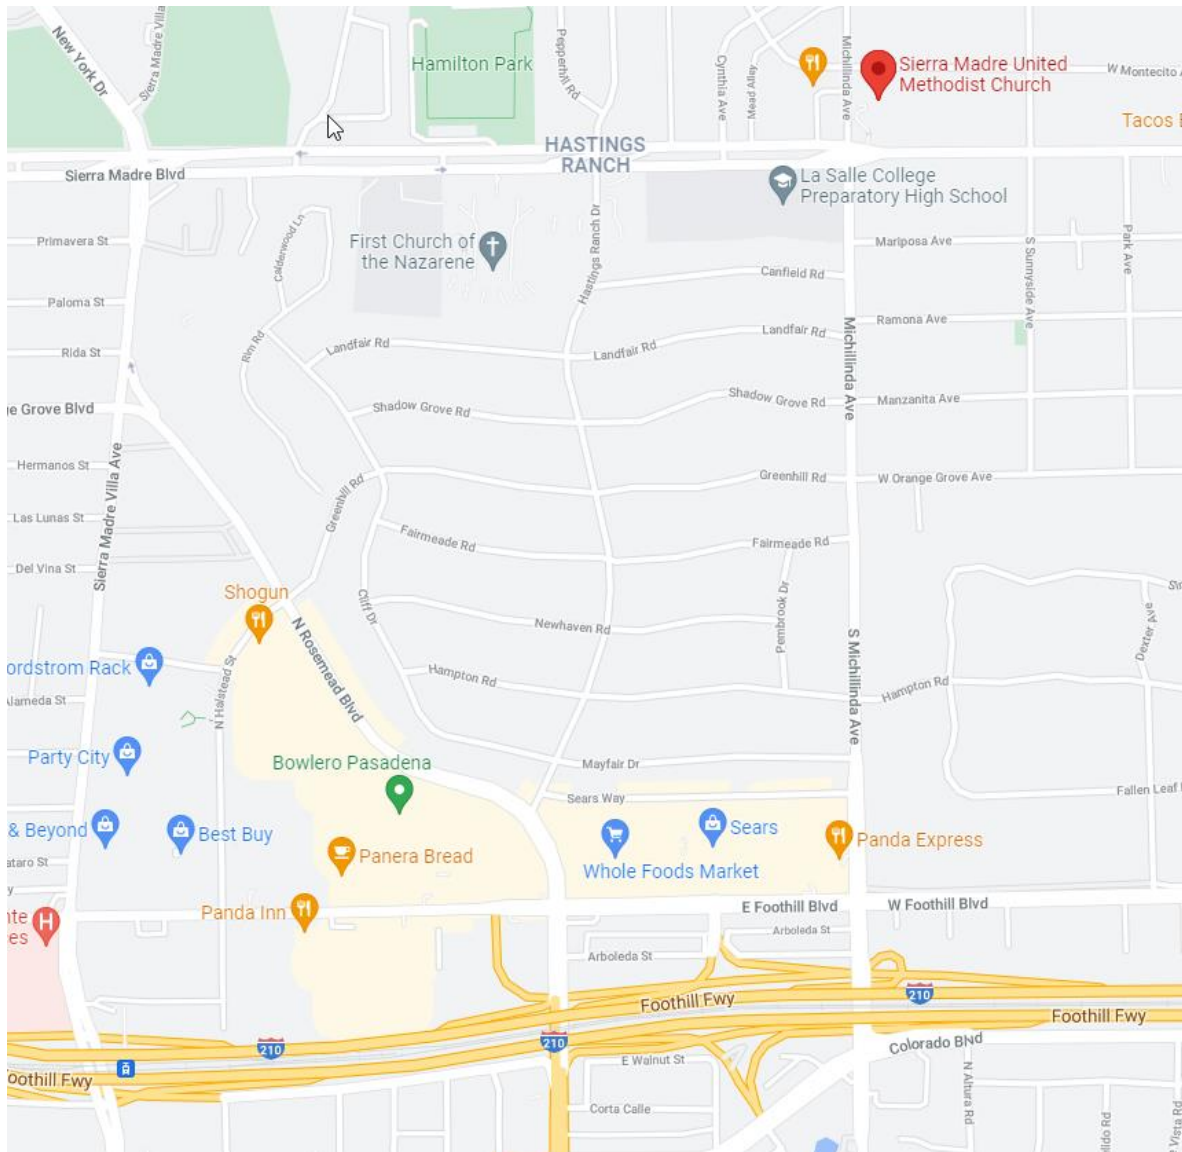 New York Dr
Sierra Madre Villa
Hamilton Park
Pepperhill Rd
Cynthia Ave
Mead Alley
Michillinda Ave
Sierra Madre United
Methodist Church
W Montecito
Tacos
HASTINGS
RANCH
Sierra Madre Blvd
La Salle College
Preparatory High School
Primavera St
Calderwood Ln
First Church of
the Nazarene
Hastings Ranch Dr
Mariposa Ave
S Sunnyside Ave
Park Ave
Canfield Rd
Paloma St
Ramona Ave
Rim Rd
Landfair Rd
Landfair Rd
Landfair Rd
Michillinda Ave
Rida St
Shadow Grove Rd
Shadow Grove Rd
Manzanita Ave
ge Grove Blvd
Hermanos St
Greenhill Rd
Greenhill Rd
W Orange Grove Ave
Las Lunas St
Sierra Madre Villa Ave
Fairmeade Rd
Fairmeade Rd
Del Vina St
Shogun
Cliff Dr
Pembrook Dr
Dexter Ave
Newhaven Rd
N Rosemead Blvd
S Michillinda Ave
ordstrom Rack
N Halstead St
Hampton Rd
Hampton Rd
Alameda St
Party City
Bowlero Pasadena
Mayfair Dr
Fallen Leaf
Sears Way
& Beyond
Best Buy
Sears
Panda Express
Panera Bread
Whole Foods Market
ataro St
Panda Inn
E Foothill Blvd
W Foothill Blvd
H
nte
es
Arboleda St
Arboleda St
210
Foothill Fwy
Foothill Fwy
210
210
Colorado Blvd
E Walnut St
oothill Fwy
N Altura Rd
Corta Calle
lido Rd
Vista Rd